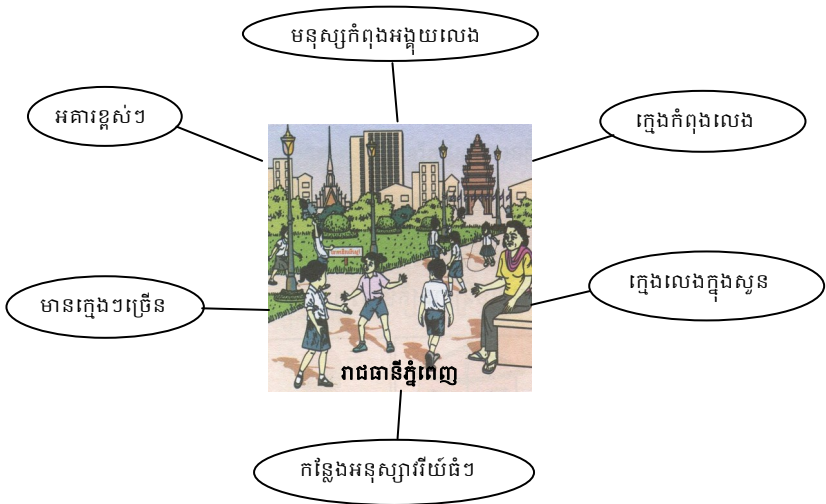 មនុស្សកំពុងអង្គុយលេង
អគារខ្ពស់ៗ
ក្មេងកំពុងលេង
មានក្មេងៗច្រើន
ក្មេងលេងក្នុងសួន
រាជធានីភ្នំពេញ
កន្លែងអនុស្សាវរីយ៍ធំៗ